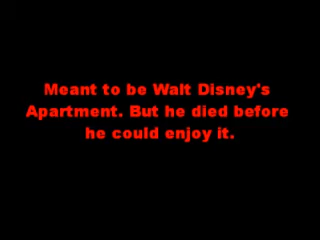 Meant to be Walt Disney's
Apartment. But he died before
he could enjoy it.